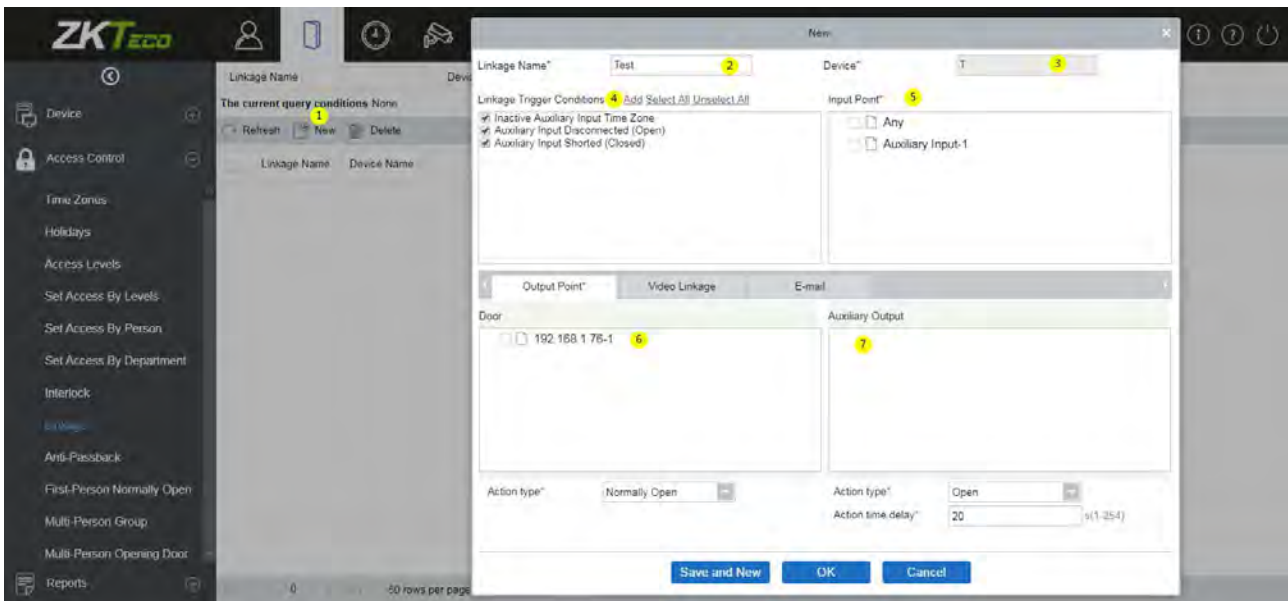 ZKTECO
New
Linkage Name* Test 2 Device* T 3
Linkage Name
The current query conditions None
1
Refresh New Delete
Linkage Name Device Name
Linkage Trigger Conditions 4 Add Select All Unselect All Input Point* 5
Inactive Auxiliary Input Time Zone
Auxiliary Input Disconnected (Open)
Auxiliary Input Shorted (Closed)
Any
Auxiliary Input-1
Device
Access Control
Time Zones
Holidays
Access Levels
Set Access By Levels
Set Access By Person
Set Access By Department
Interlock
Linkage
Anti-Passback
First-Person Normally Open
Multi-Person Group
Multi-Person Opening Door
Reports
Output Point* Video Linkage E-mail
Door Auxiliary Output
192.168.1.76-1 6 7
Action type* Normally Open Action type* Open
Action time delay* 20 s(1-254)
Save and New OK Cancel
0 50 rows per page